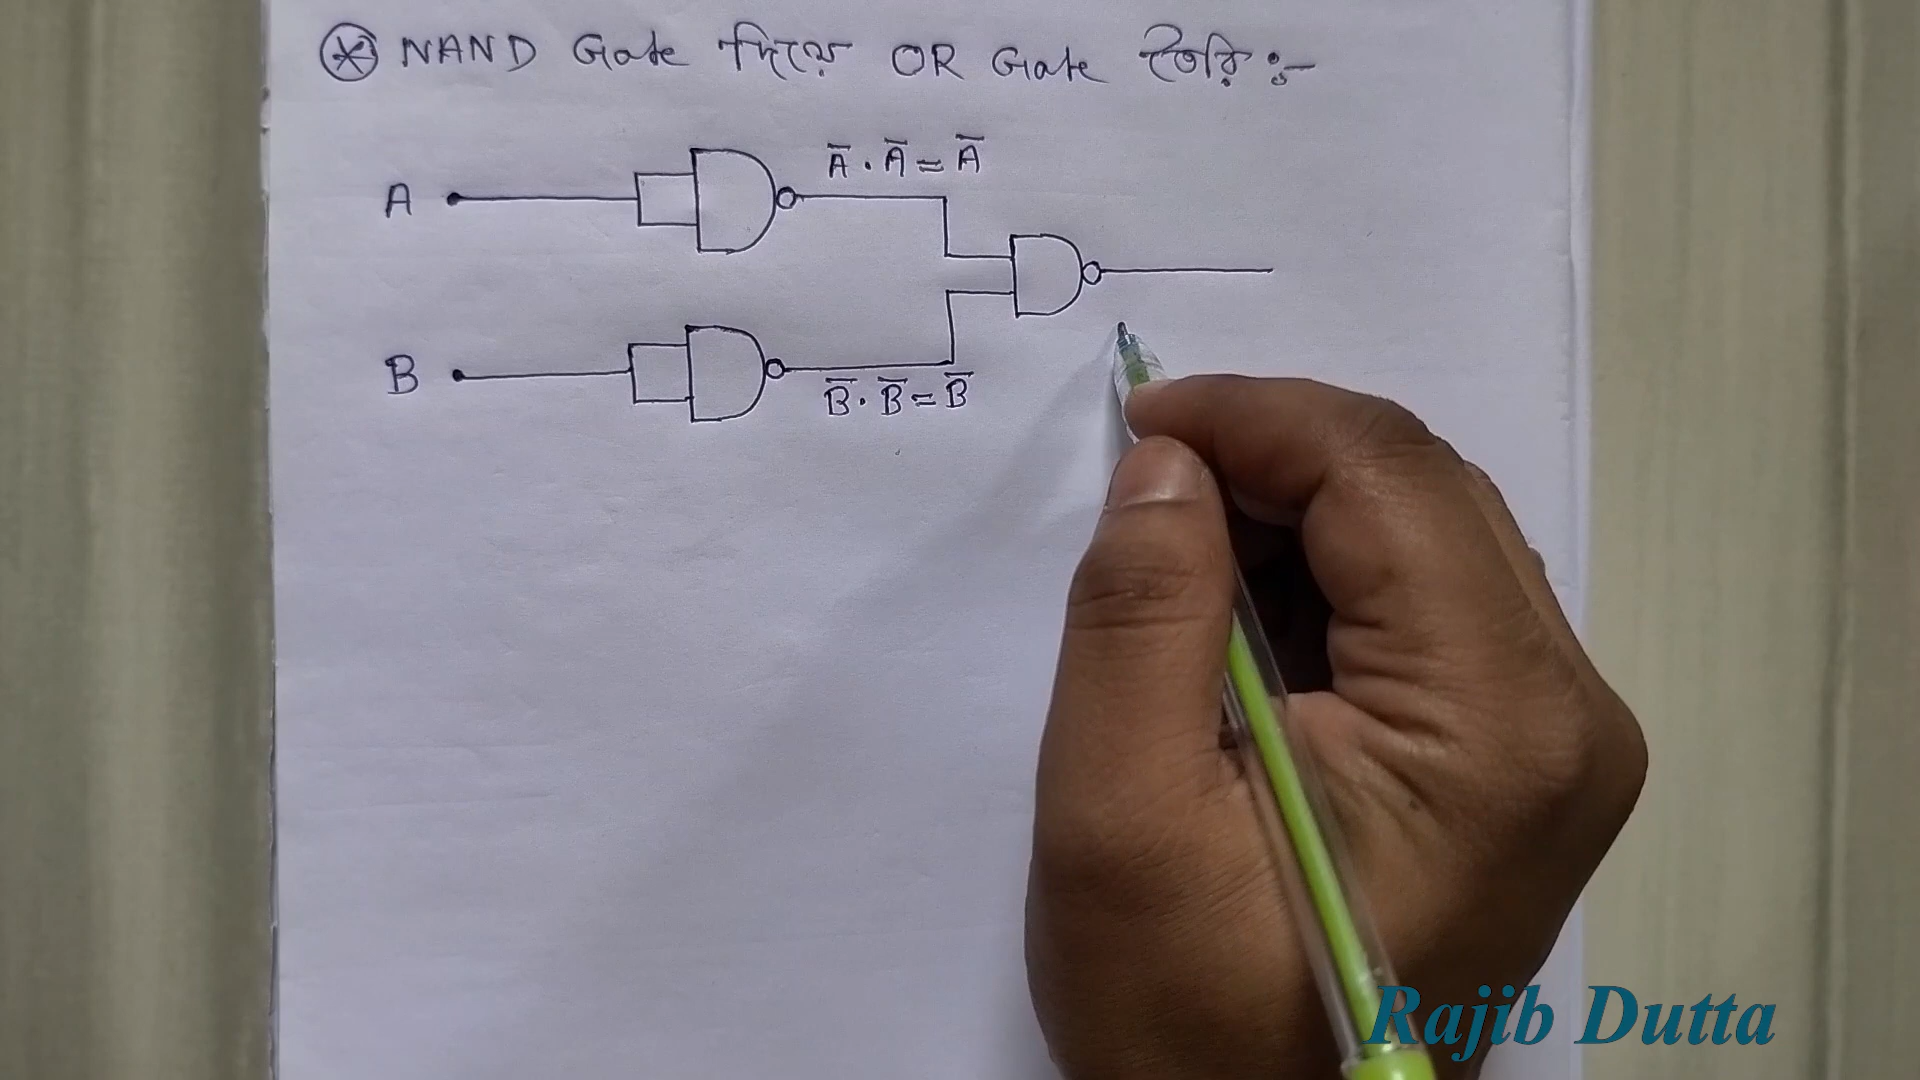 NAND Gate দিয়ে OR Gate তৈরি :-
A̅ · A̅ = A̅
A
B
B̅ · B̅ = B̅
Rajib Dutta